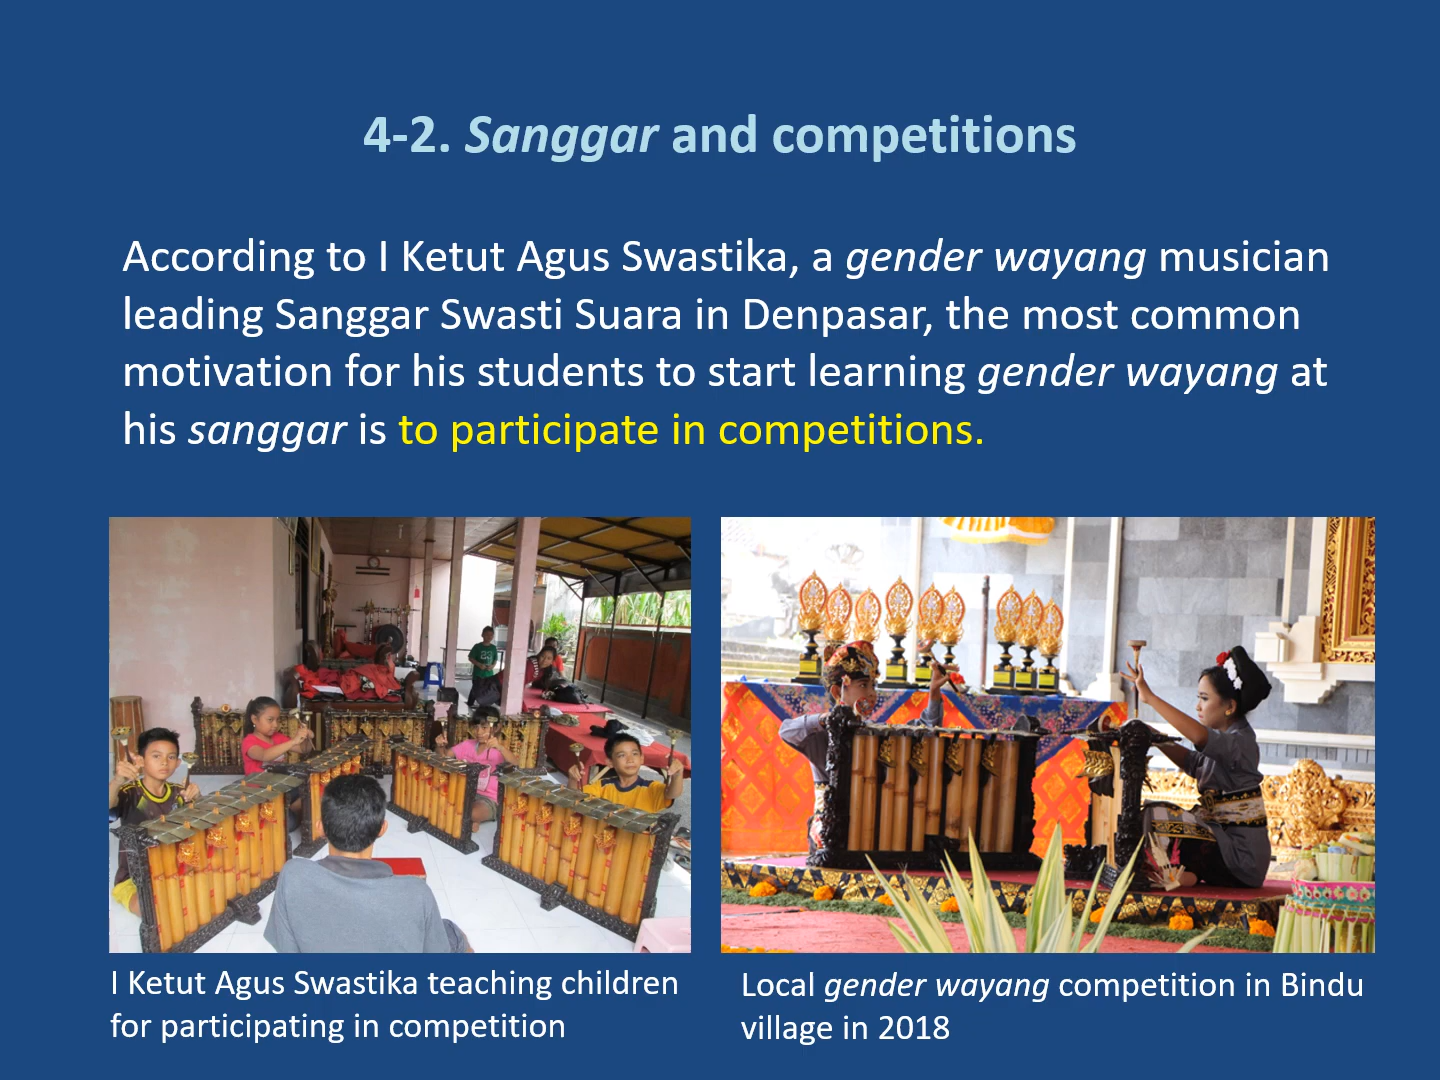 4-2. Sanggar and competitions
According to I Ketut Agus Swastika, a gender wayang musician
leading Sanggar Swasti Suara in Denpasar, the most common
motivation for his students to start learning gender wayang at
his sanggar is to participate in competitions.
I Ketut Agus Swastika teaching children
for participating in competition
Local gender wayang competition in Bindu
village in 2018